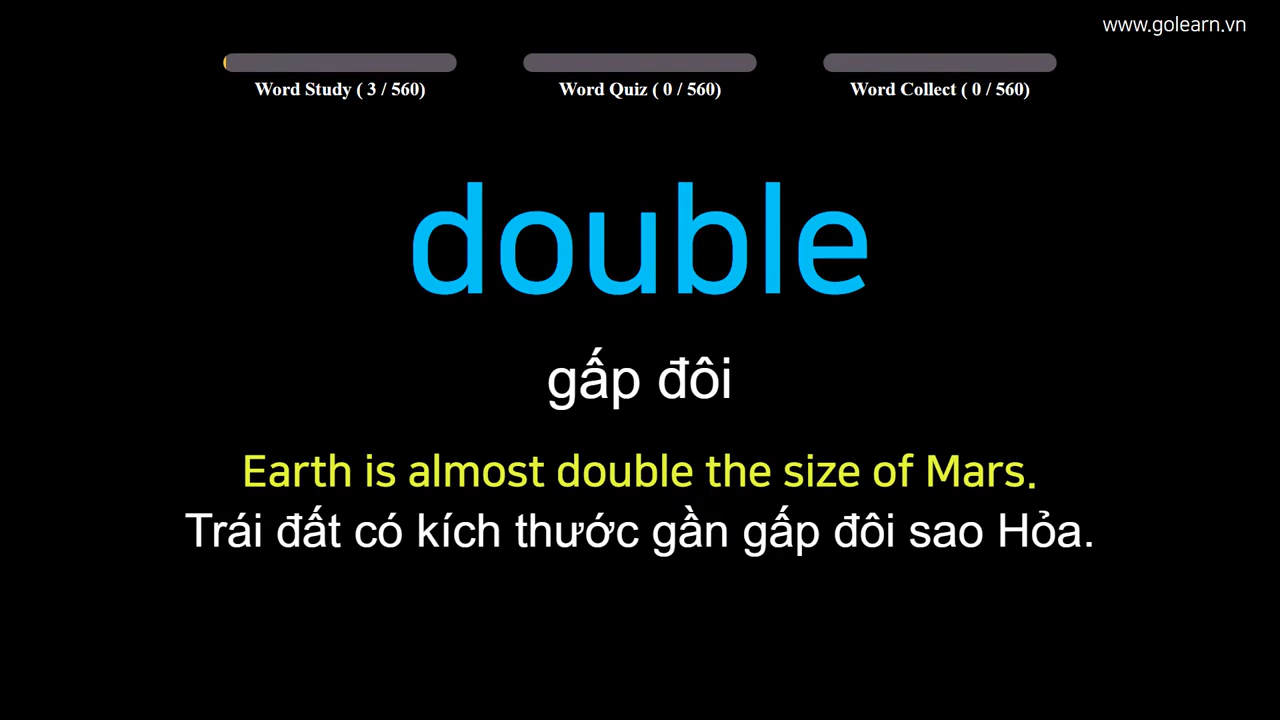 www.golearn.vn
Word Study ( 3 / 560)
Word Quiz ( 0 / 560)
Word Collect ( 0 / 560)
double
gấp đôi
Earth is almost double the size of Mars.
Trái đất có kích thước gần gấp đôi sao Hỏa.